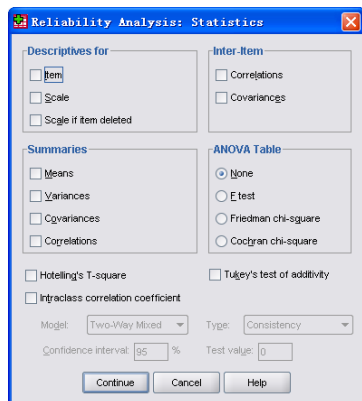 Reliability Analysis: Statistics
Descriptives for
Item
Scale
Scale if item deleted
Inter-Item
Correlations
Covariances
Summaries
Means
Variances
Covariances
Correlations
ANOVA Table
None
F test
Friedman chi-square
Cochran chi-square
Hotelling's T-square
Tukey's test of additivity
Intraclass correlation coefficient
Model: Two-Way Mixed Type: Consistency
Confidence interval: 95 % Test value: 0
Continue Cancel Help